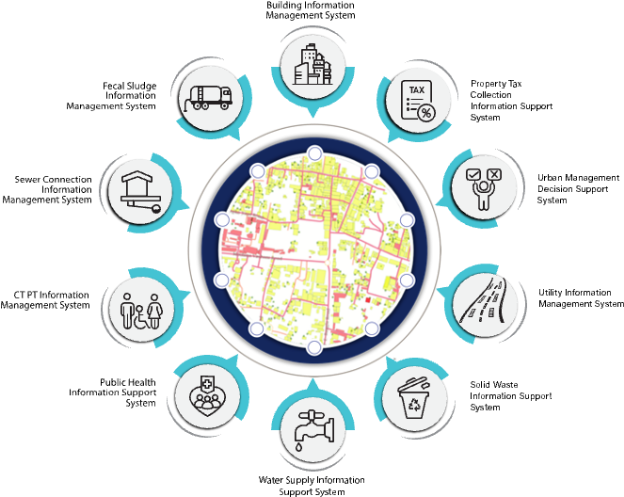 Building Information
Management System
Property Tax
Collection
Information Support
System
TAX
%
Urban Management
Decision Support
System
Utility Information
Management System
Solid Waste
Information Support
System
Water Supply Information
Support System
Public Health
Information Support
System
CT PT Information
Management System
Sewer Connection
Information
Management System
Fecal Sludge
Information
Management System